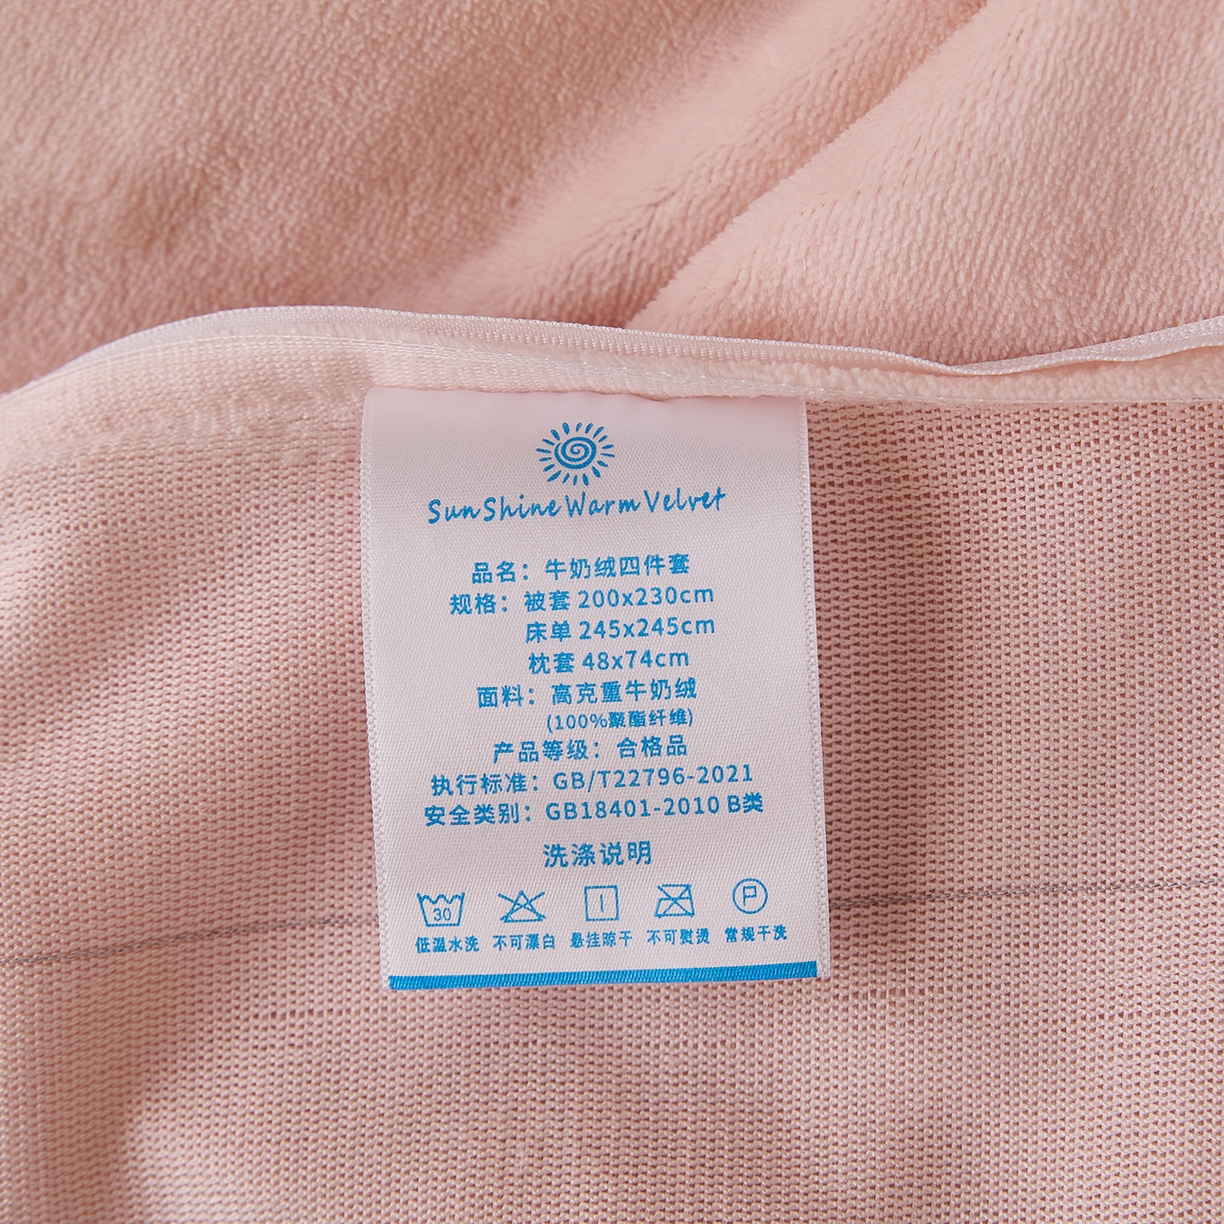 SunShine Warm Velvet
品名：牛奶绒四件套
规格：被套 200x230cm
床单 245x245cm
枕套 48x74cm
面料：高克重牛奶绒
(100%聚酯纤维)
产品等级：合格品
执行标准：GB/T22796-2021
安全类别：GB18401-2010 B类
洗涤说明
30 P
低温水洗 不可漂白 悬挂晾干 不可熨烫 常规干洗